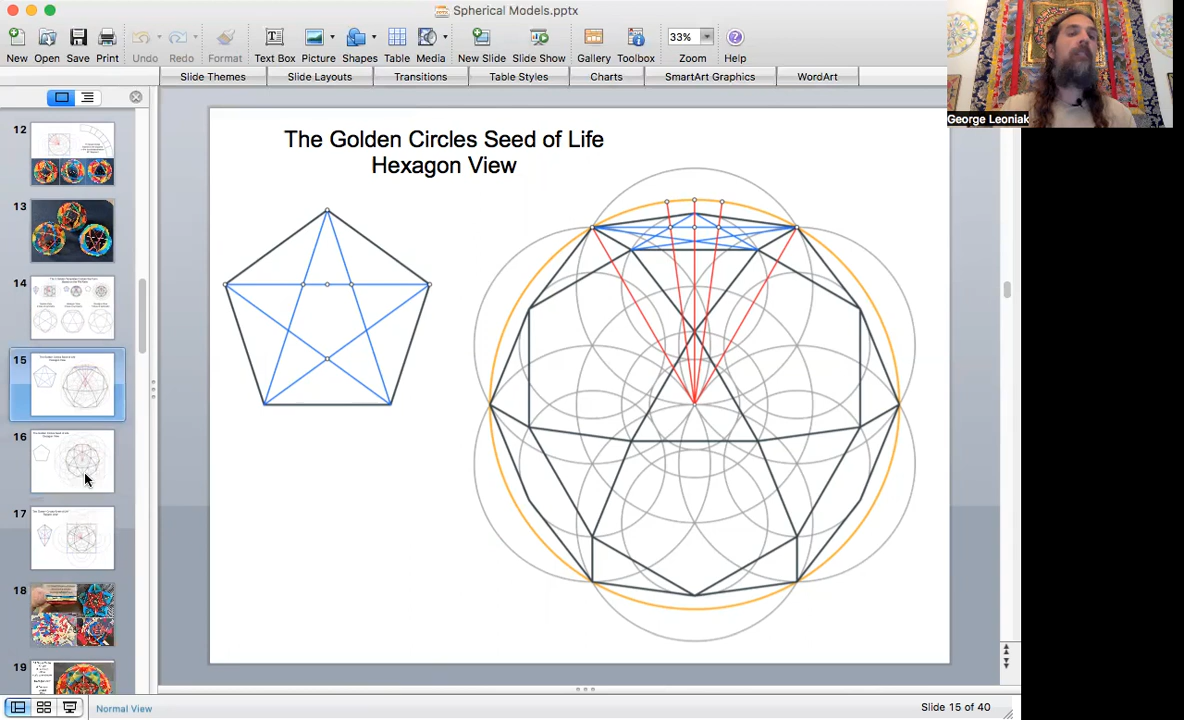 Spherical Models.pptx
New Open Save Print Undo Redo Format Text Box Picture Shapes Table Media New Slide Slide Show Gallery Toolbox Zoom Help
33%
Slide Themes Slide Layouts Transitions Table Styles Charts SmartArt Graphics WordArt
George Leoniak
12
13
14
15
16
17
18
19
The Golden Circles Seed of Life
Hexagon View
Normal View
Slide 15 of 40